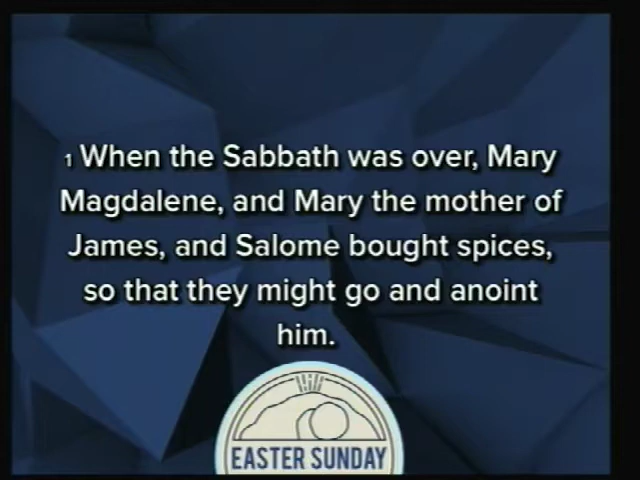 1 When the Sabbath was over, Mary
Magdalene, and Mary the mother of
James, and Salome bought spices,
so that they might go and anoint
him.
EASTER SUNDAY